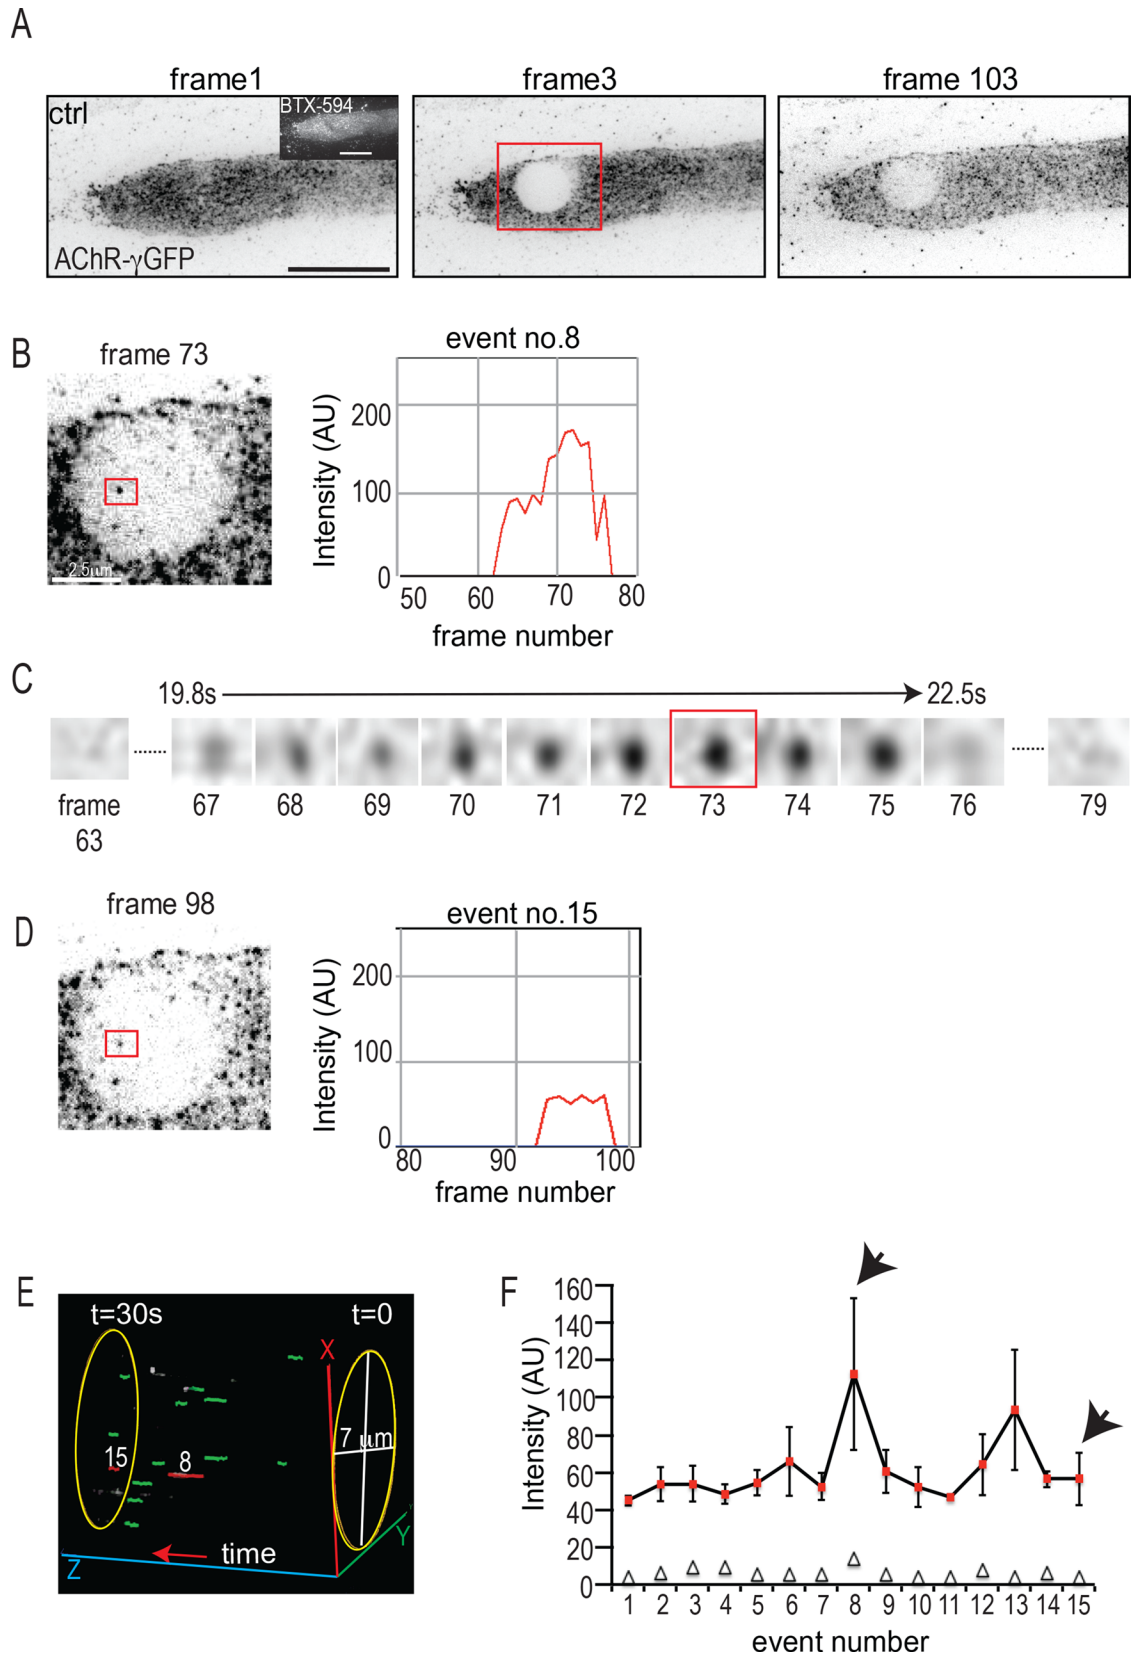 A
frame1 frame3 frame 103
ctrl
BTX-594
AChR-γGFP
B
frame 73
2.5μm
event no.8
Intensity (AU)
200
100
0
50 60 70 80
frame number
C
19.8s 22.5s
...... ......
frame 67 68 69 70 71 72 73 74 75 76 79
63
D
frame 98
event no.15
Intensity (AU)
200
100
0
80 90 100
frame number
E
t=30s t=0
X
7 μm
15 8
Y
time
Z
F
Intensity (AU)
160
140
120
100
80
60
40
20
0
1 2 3 4 5 6 7 8 9 10 11 12 13 14 15
event number